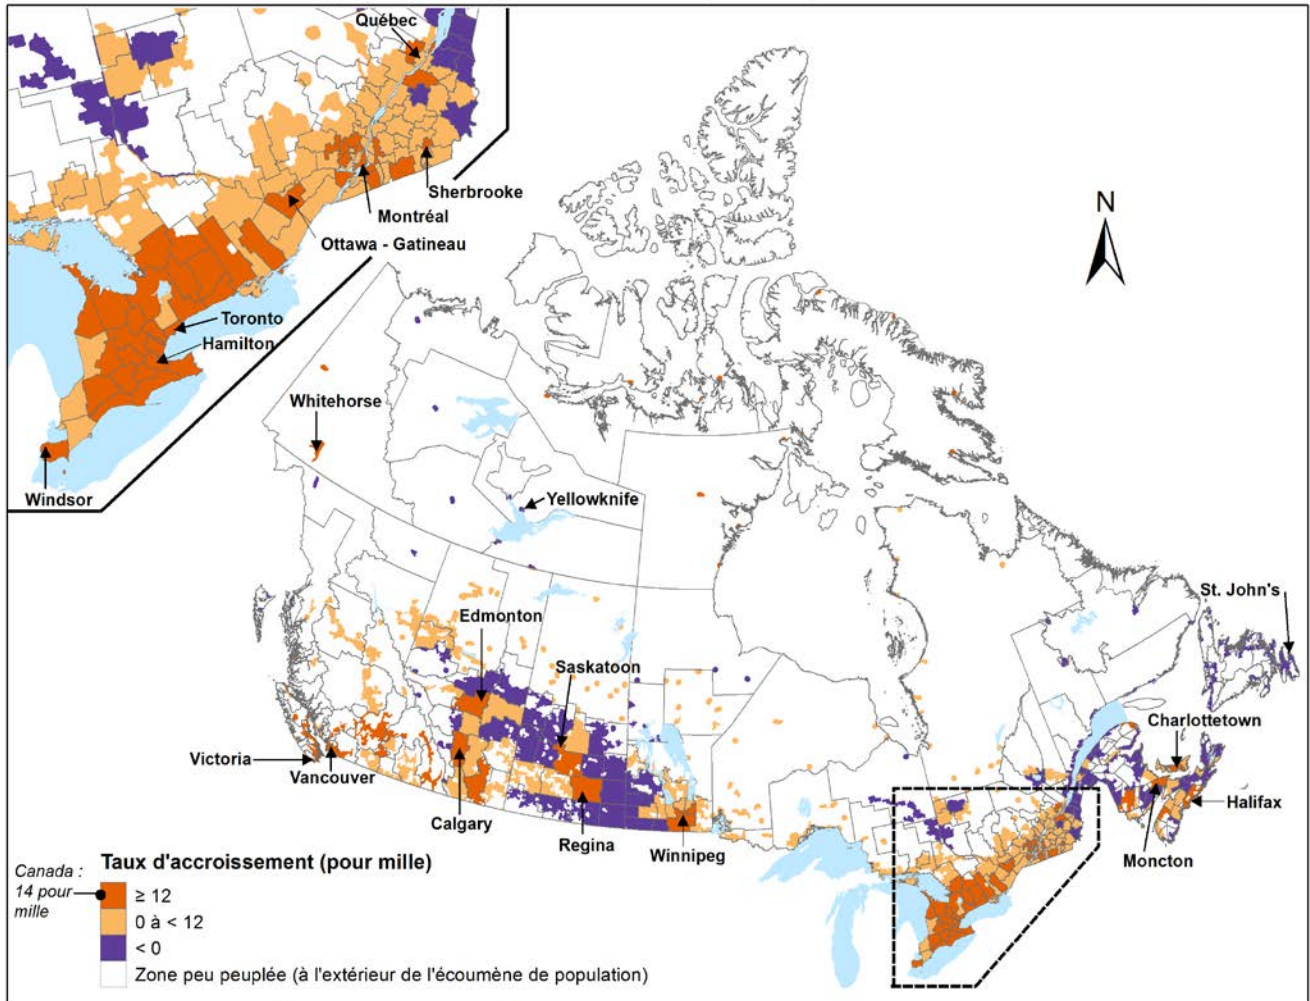 Québec
Sherbrooke
Montréal
Ottawa - Gatineau
Toronto
Hamilton
Windsor
N
Whitehorse
Yellowknife
St. John's
Edmonton
Saskatoon
Charlottetown
Victoria
Vancouver
Calgary
Regina
Winnipeg
Halifax
Moncton
Taux d'accroissement (pour mille)
Canada :
14 pour
mille
≥ 12
0 à < 12
< 0
Zone peu peuplée (à l'extérieur de l'écoumène de population)